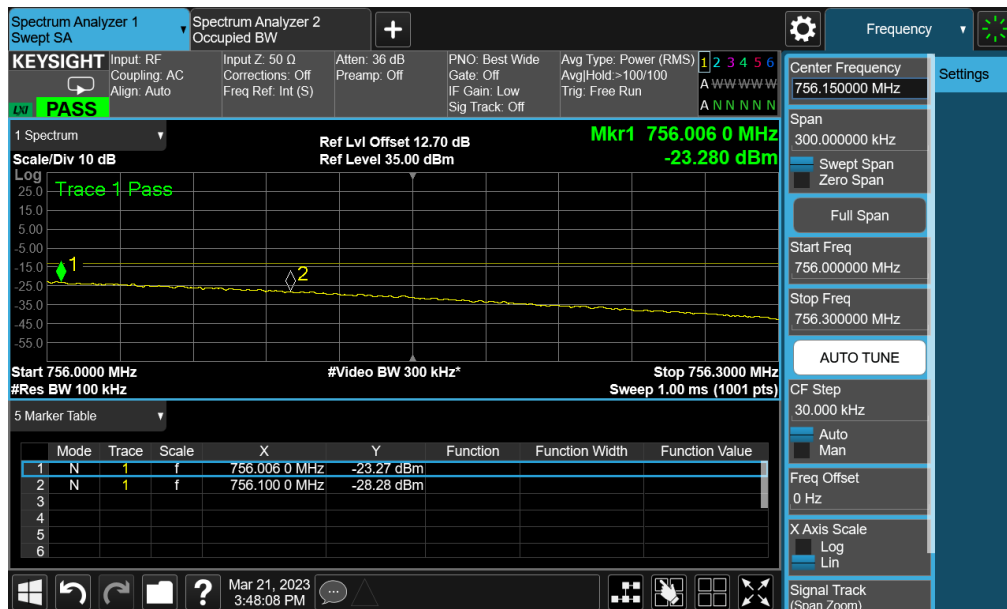 Spectrum Analyzer 1
Swept SA
Spectrum Analyzer 2
Occupied BW
Frequency
KEYSIGHT
Input: RF
Coupling: AC
Align: Auto
Input Z: 50 Ω
Corrections: Off
Freq Ref: Int (S)
Atten: 36 dB
Preamp: Off
PNO: Best Wide
Gate: Off
IF Gain: Low
Sig Track: Off
Avg Type: Power (RMS)
Avg|Hold:>100/100
Trig: Free Run
1 2 3 4 5 6
A W W W W W
A N N N N N
LXI
PASS
1 Spectrum
Scale/Div 10 dB
Ref Lvl Offset 12.70 dB
Ref Level 35.00 dBm
Mkr1 756.006 0 MHz
-23.280 dBm
Log
Trace 1 Pass
25.0
15.0
5.00
-5.00
-15.0
-25.0
-35.0
-45.0
-55.0
1
2
Start 756.0000 MHz
#Video BW 300 kHz*
Stop 756.3000 MHz
#Res BW 100 kHz
Sweep 1.00 ms (1001 pts)
5 Marker Table
Mode Trace Scale X Y Function Function Width Function Value
1 N 1 f 756.006 0 MHz -23.27 dBm
2 N 1 f 756.100 0 MHz -28.28 dBm
3
4
5
6
Mar 21, 2023
3:48:08 PM
Center Frequency
756.150000 MHz
Settings
Span
300.000000 kHz
Swept Span
Zero Span
Full Span
Start Freq
756.000000 MHz
Stop Freq
756.300000 MHz
AUTO TUNE
CF Step
30.000 kHz
Auto
Man
Freq Offset
0 Hz
X Axis Scale
Log
Lin
Signal Track
(Span Zoom)